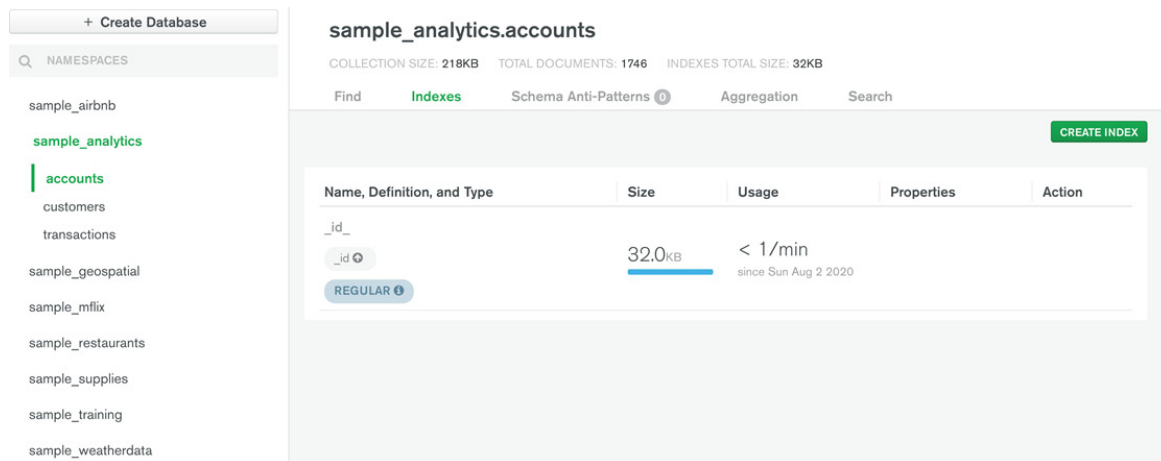 + Create Database
NAMESPACES
sample_airbnb
sample_analytics
accounts
customers
transactions
sample_geospatial
sample_mflix
sample_restaurants
sample_supplies
sample_training
sample_weatherdata
sample_analytics.accounts
COLLECTION SIZE: 218KB TOTAL DOCUMENTS: 1746 INDEXES TOTAL SIZE: 32KB
Find Indexes Schema Anti-Patterns 0 Aggregation Search
CREATE INDEX
Name, Definition, and Type Size Usage Properties Action
_id_
_id
REGULAR
32.0KB
< 1/min
since Sun Aug 2 2020